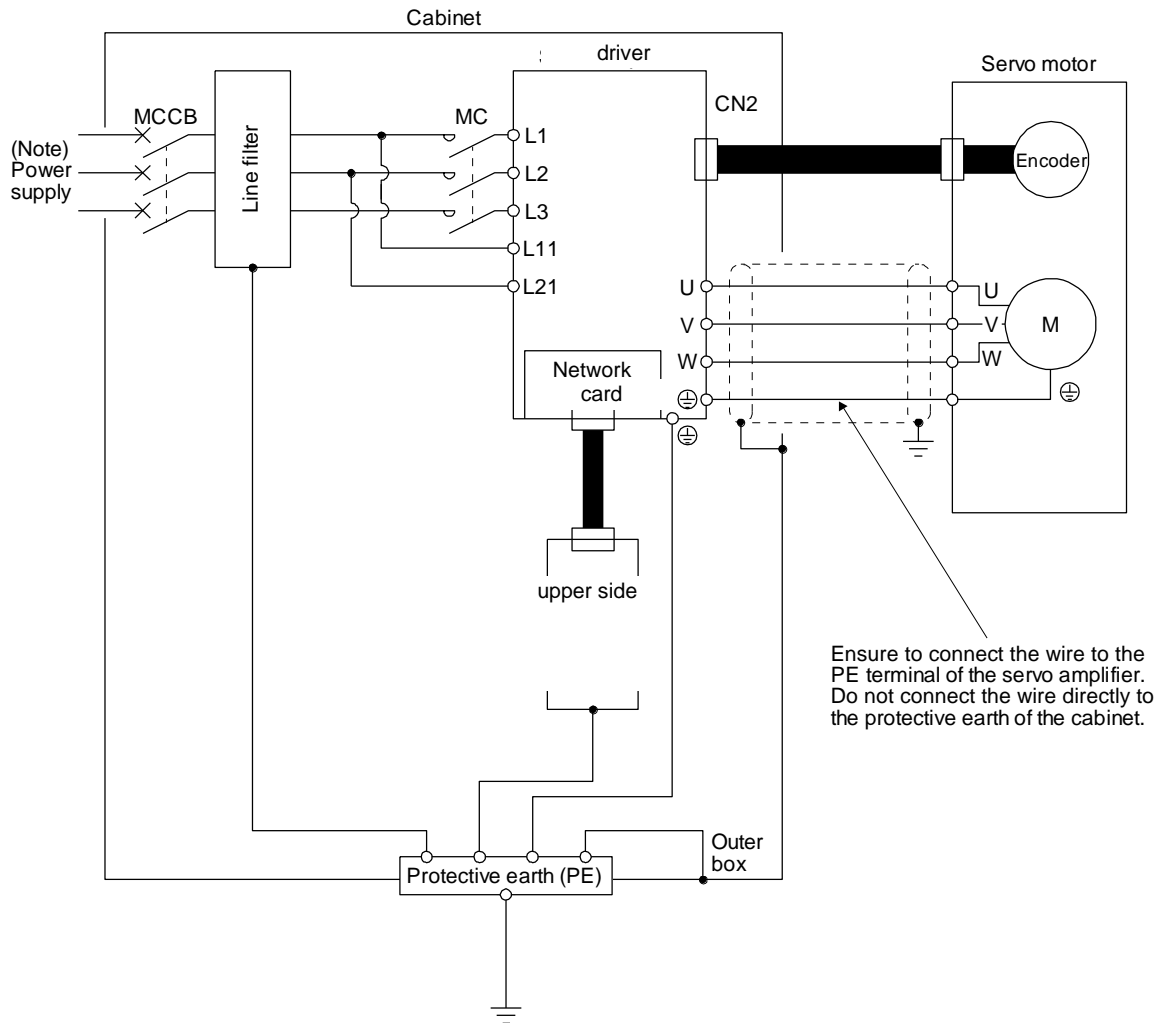 Cabinet
driver
Servo motor
MCCB
MC
CN2
(Note)
Power
supply
Line filter
L1
L2
L3
L11
L21
Encoder
U
V
W
U
V
W
M
Network
card
upper side
Ensure to connect the wire to the
PE terminal of the servo amplifier.
Do not connect the wire directly to
the protective earth of the cabinet.
Outer
box
Protective earth (PE)